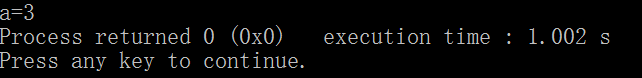 a=3
Process returned 0 (0x0)   execution time : 1.002 s
Press any key to continue.